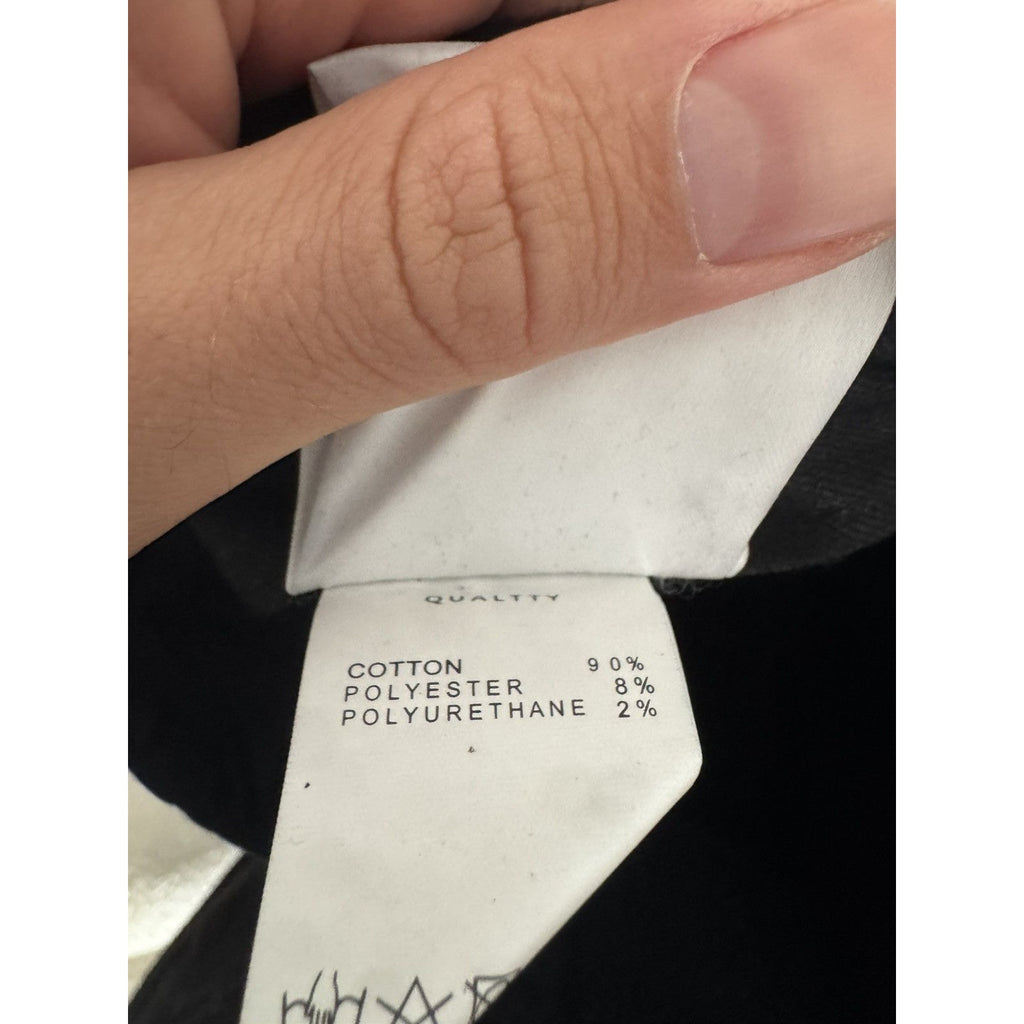 QUALTTY
COTTON 90%
POLYESTER 8%
POLYURETHANE 2%